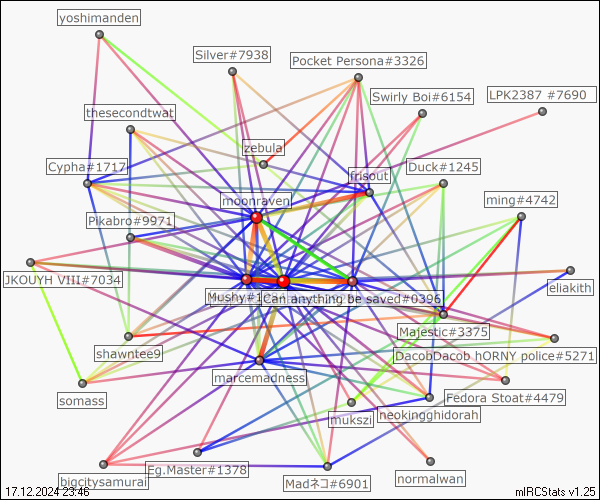 yoshimanden
Silver#7938
Pocket Persona#3326
Swirly Boi#6154
LPK2387 #7690
thesecondtwat
zebula
Cypha#1717
frisout
Duck#1245
moonraven
ming#4742
Pikabro#9971
JKOUYH VIII#7034
eliakith
Mushy#1
Can anything be saved#0396
Majestic#3375
shawntee9
DacobDacob hORNY police#5271
marcemadness
somass
Fedora Stoat#4479
mukszi
neokingghidorah
bigcitysamurai
Eg.Master#1378
Madネコ#6901
normalwan
17.12.2024 23:46
mIRCStats v1.25